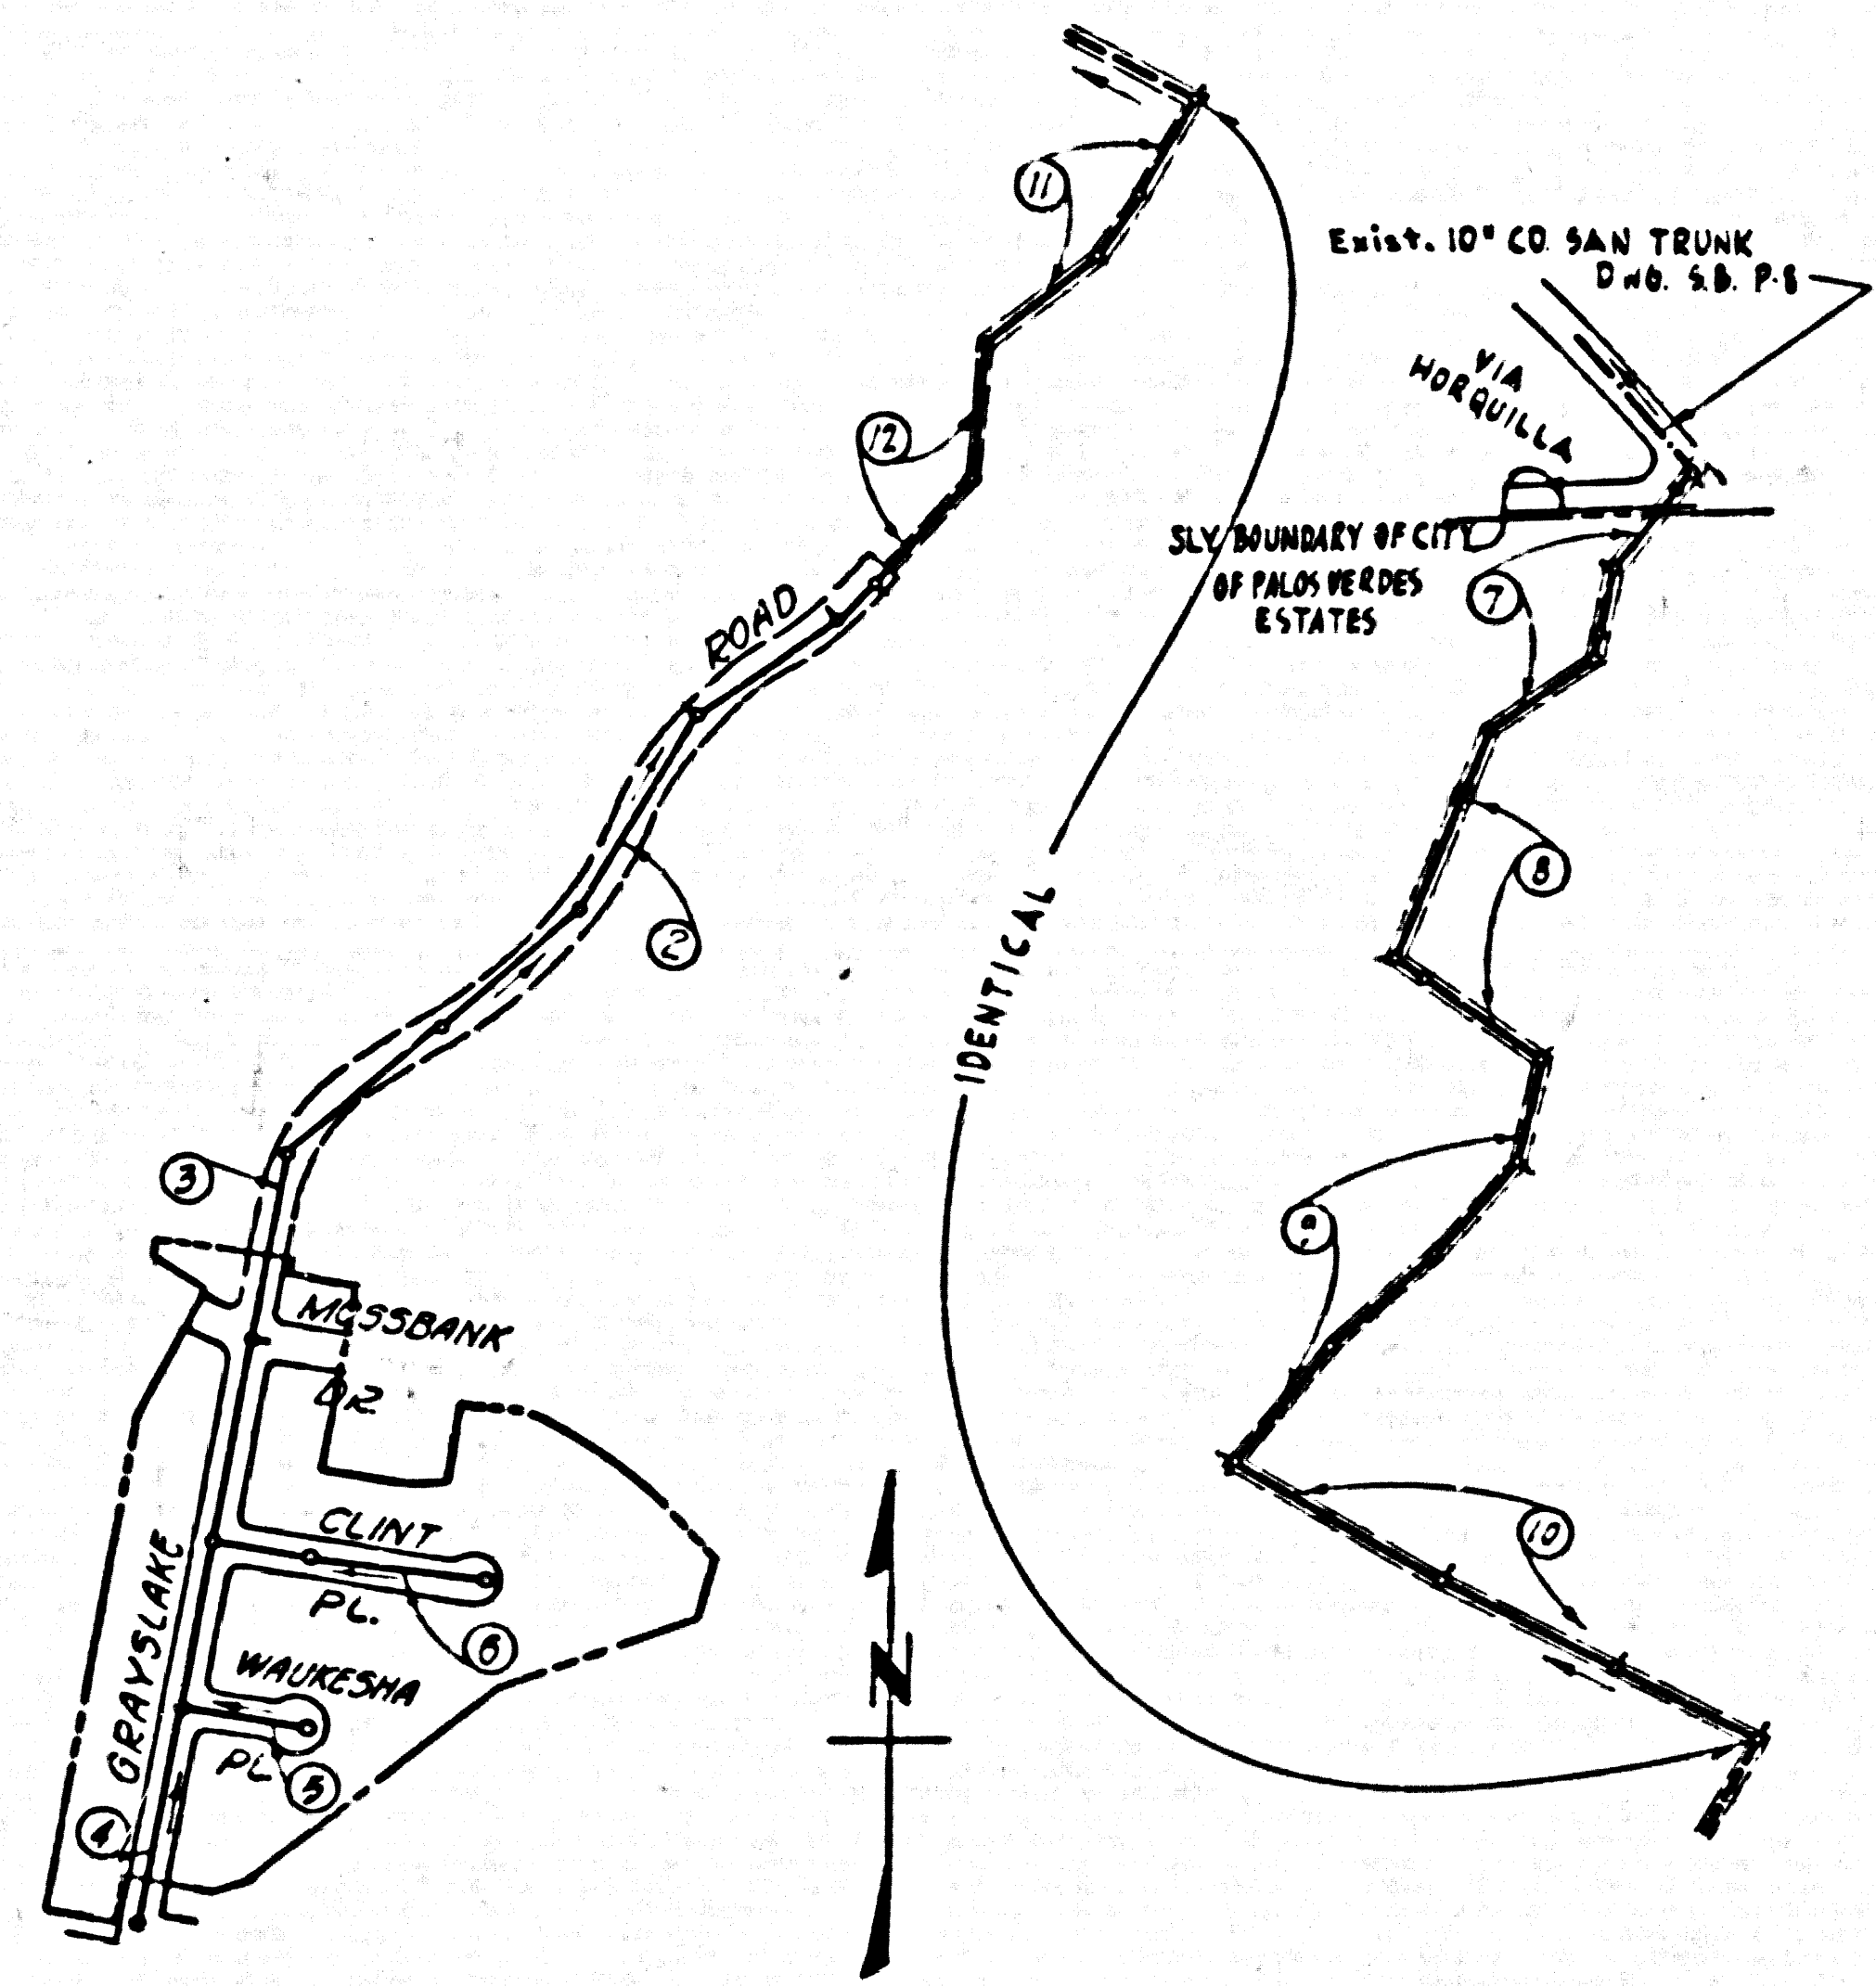 11
Exist. 10" CO. SAN TRUNK
DWG. S.B. P-8
VIA
HORQUILLA
12
SLY BOUNDARY OF CITY
OF PALOS VERDES
ESTATES
7
ROAD
8
2
IDENTICAL
3
9
MOSSBANK
DR.
CLINT
PL.
10
GRAYSLAKE
6
WAUKESHA
PL.
5
4
N